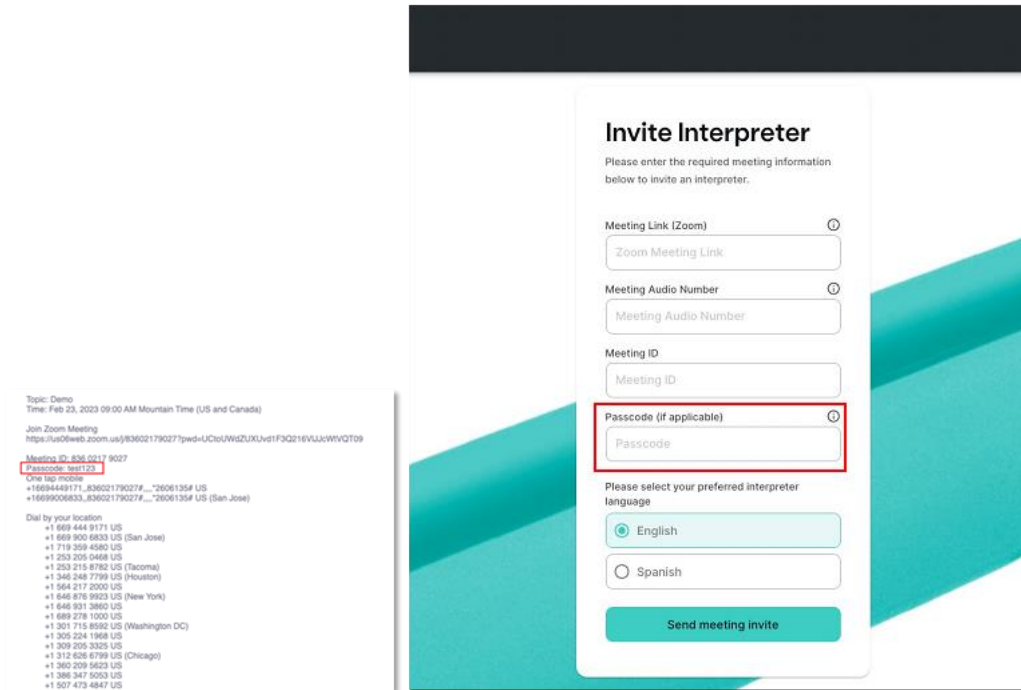 Invite Interpreter
Please enter the required meeting information
below to invite an interpreter.
Meeting Link (Zoom)
Zoom Meeting Link
Meeting Audio Number
Meeting Audio Number
Meeting ID
Meeting ID
Passcode (if applicable)
Passcode
Please select your preferred interpreter
language
English
Spanish
Send meeting invite
Topic: Demo
Time: Feb 23, 2023 09:00 AM Mountain Time (US and Canada)
Join Zoom Meeting
Meeting ID: 836 0217 9027
Passcode: test123
One tap mobile
+16694449171,,83602179027#,,,,*2606135# US
+16699006833,,83602179027#,,,,*2606135# US (San Jose)
Dial by your location
+1 669 444 9171 US
+1 669 900 6833 US (San Jose)
+1 719 359 4580 US
+1 253 205 0468 US
+1 253 215 8782 US (Tacoma)
+1 346 248 7799 US (Houston)
+1 564 217 2000 US
+1 646 876 9923 US (New York)
+1 646 931 3860 US
+1 689 278 1000 US
+1 301 715 8592 US (Washington DC)
+1 305 224 1968 US
+1 309 205 3325 US
+1 312 626 6799 US (Chicago)
+1 360 209 5623 US
+1 386 347 5053 US
+1 507 473 4847 US